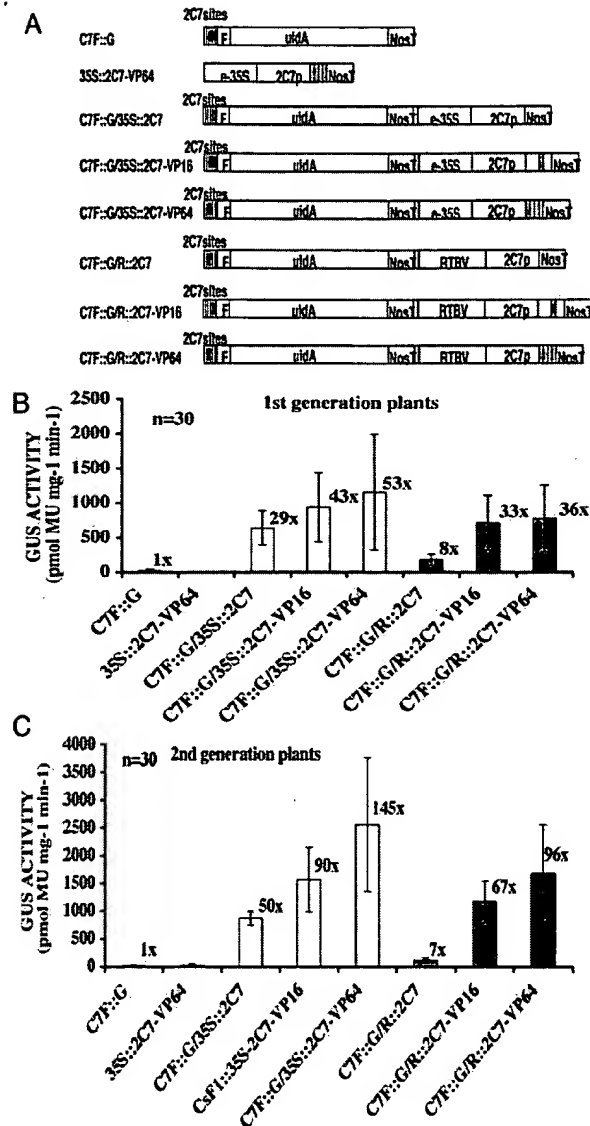 A
2C7sites
C7F::G F uidA NosT
35S::2C7-VP64 e-35S 2C7p NosT
2C7sites
C7F::G/35S::2C7 F uidA NosT e-35S 2C7p NosT
2C7sites
C7F::G/35S::2C7-VP16 F uidA NosT e-35S 2C7p NosT
2C7sites
C7F::G/35S::2C7-VP64 F uidA NosT e-35S 2C7p NosT
2C7sites
C7F::G/R::2C7 F uidA NosT RTBV 2C7p NosT
2C7sites
C7F::G/R::2C7-VP16 F uidA NosT RTBV 2C7p NosT
2C7sites
C7F::G/R::2C7-VP64 F uidA NosT RTBV 2C7p NosT
B
1st generation plants
n=30
GUS ACTIVITY
(pmol MU mg-1 min-1)
2500
2000
1500
1000
500
0
1x
29x
43x
53x
8x
33x
36x
C7F::G
35S::2C7-VP64
C7F::G/35S::2C7
C7F::G/35S::2C7-VP16
C7F::G/35S::2C7-VP64
C7F::G/R::2C7
C7F::G/R::2C7-VP16
C7F::G/R::2C7-VP64
C
n=30 2nd generation plants
GUS ACTIVITY
(pmol MU mg-1 min-1)
4000
3500
3000
2500
2000
1500
1000
500
0
1x
50x
90x
145x
7x
67x
96x
C7F::G
35S::2C7-VP64
C7F::G/35S::2C7
CsF1::35S-2C7-VP16
C7F::G/35S::2C7-VP64
C7F::G/R::2C7
C7F::G/R::2C7-VP16
C7F::G/R::2C7-VP64